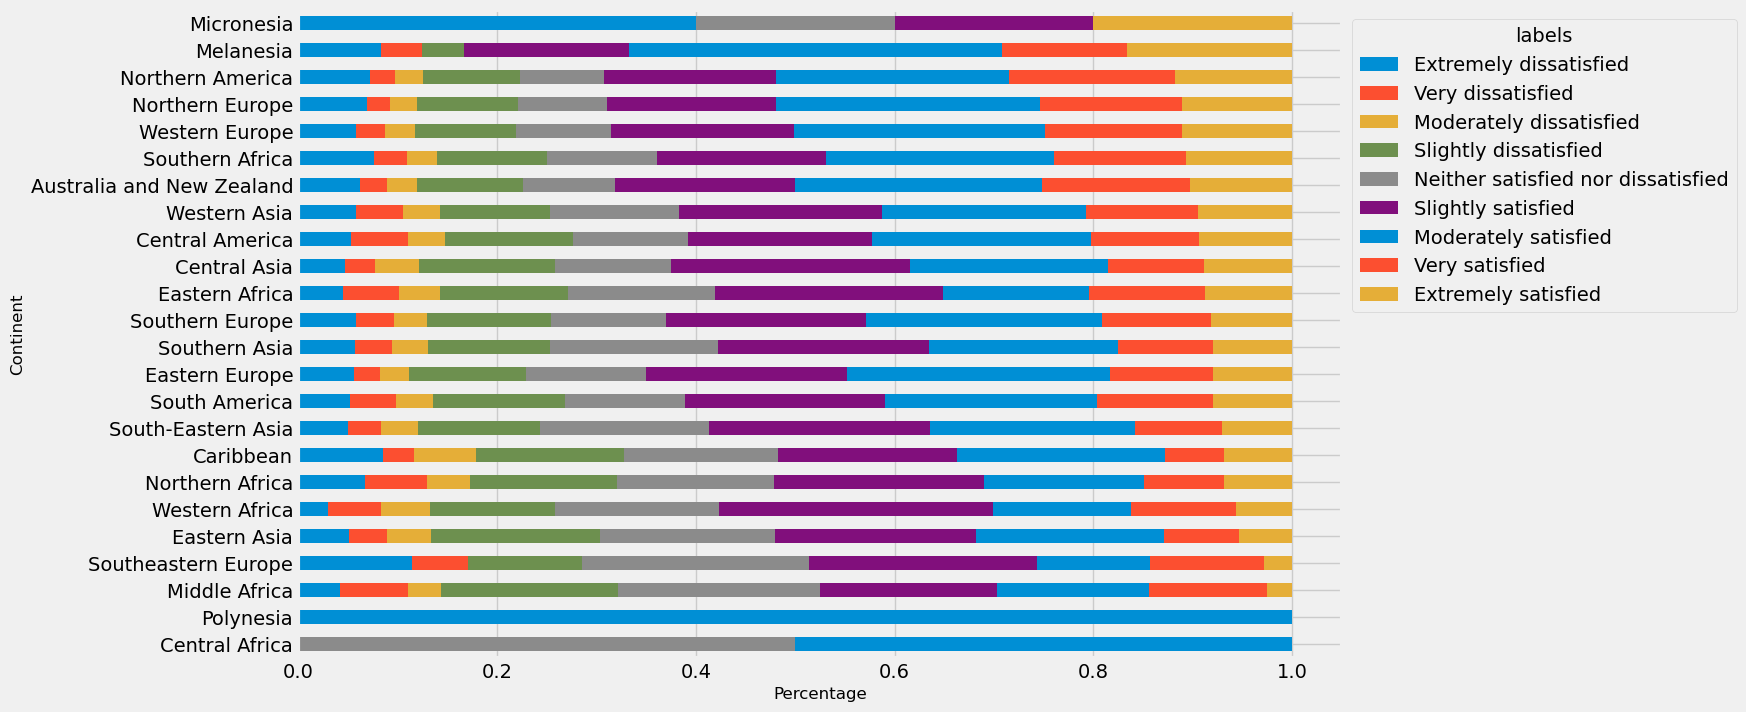 Continent
Micronesia
Melanesia
Northern America
Northern Europe
Western Europe
Southern Africa
Australia and New Zealand
Western Asia
Central America
Central Asia
Eastern Africa
Southern Europe
Southern Asia
Eastern Europe
South America
South-Eastern Asia
Caribbean
Northern Africa
Western Africa
Eastern Asia
Southeastern Europe
Middle Africa
Polynesia
Central Africa
0.0 0.2 0.4 0.6 0.8 1.0
Percentage
labels
Extremely dissatisfied
Very dissatisfied
Moderately dissatisfied
Slightly dissatisfied
Neither satisfied nor dissatisfied
Slightly satisfied
Moderately satisfied
Very satisfied
Extremely satisfied